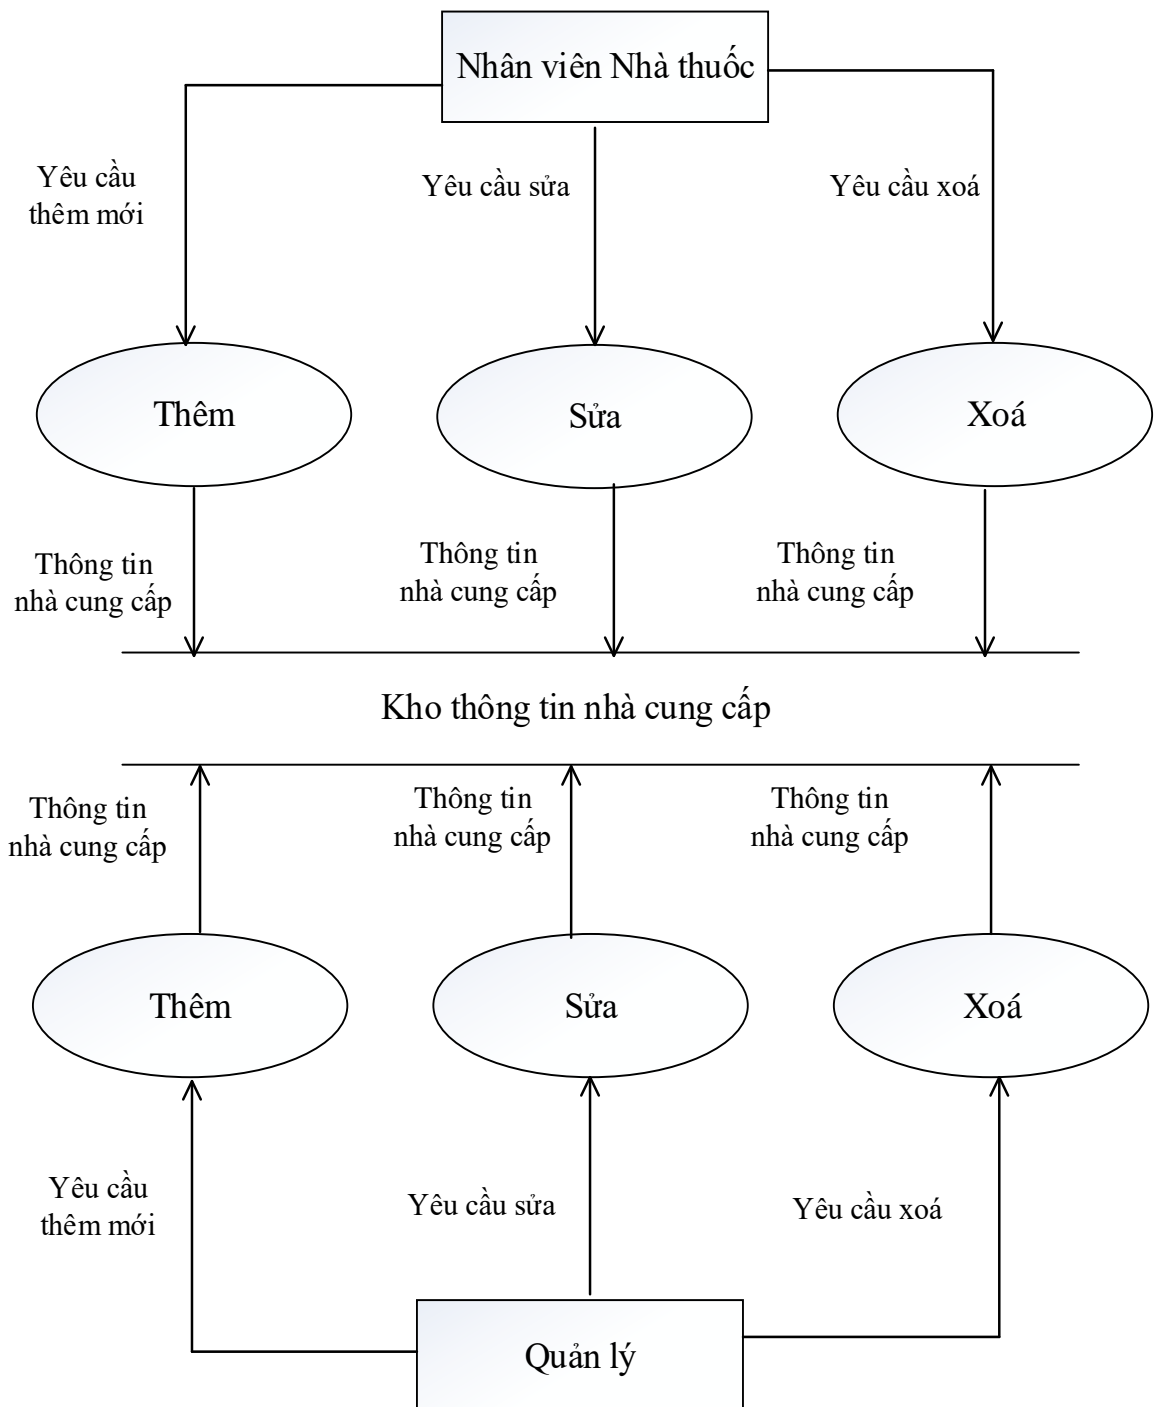 Nhân viên Nhà thuốc
Yêu cầu
thêm mới
Yêu cầu sửa
Yêu cầu xoá
Thêm
Sửa
Xoá
Thông tin
nhà cung cấp
Thông tin
nhà cung cấp
Thông tin
nhà cung cấp
Kho thông tin nhà cung cấp
Thông tin
nhà cung cấp
Thông tin
nhà cung cấp
Thông tin
nhà cung cấp
Thêm
Sửa
Xoá
Yêu cầu
thêm mới
Yêu cầu sửa
Yêu cầu xoá
Quản lý